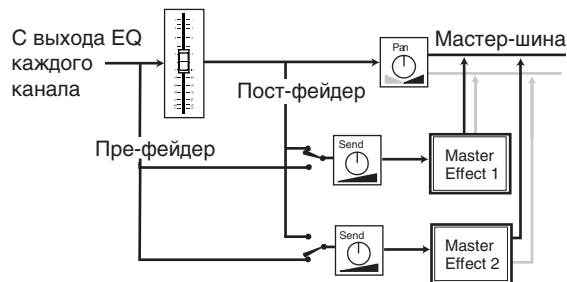 С выхода EQ
каждого
канала
Pan
Мастер-шина
Пост-фейдер
Пре-фейдер
Send
Master
Effect 1
Send
Master
Effect 2